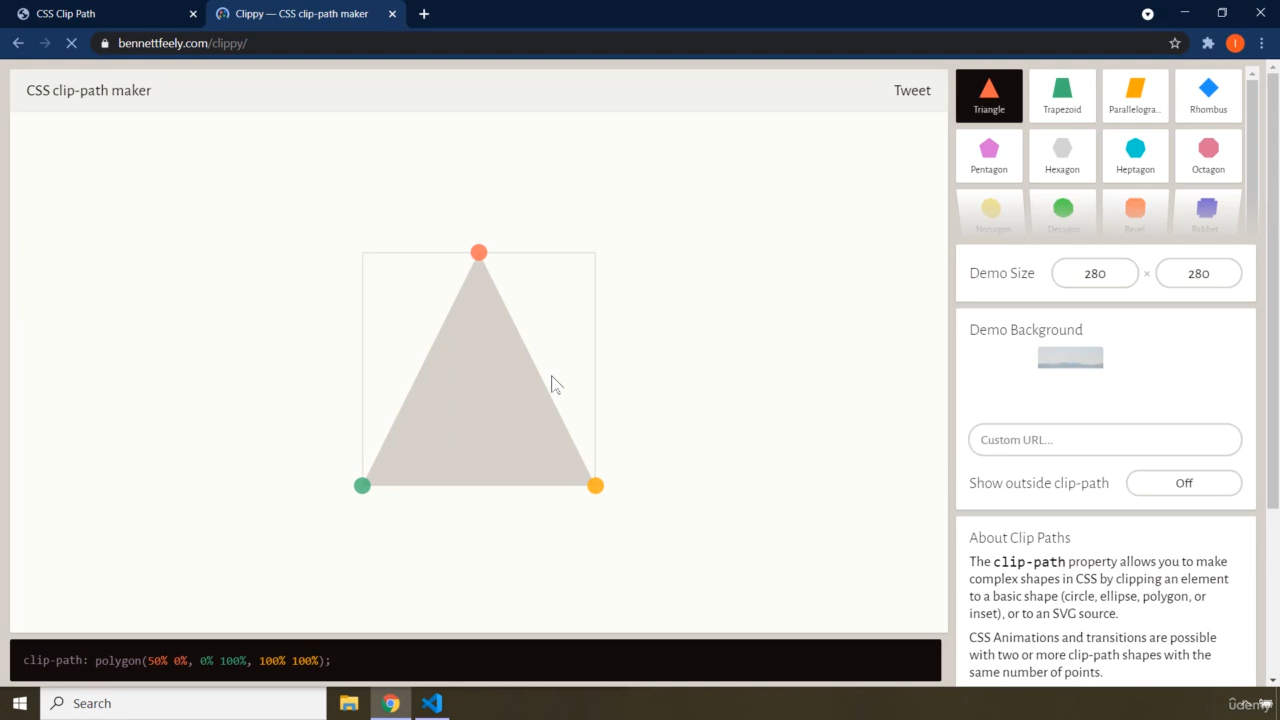 CSS Clip Path
Clippy — CSS clip-path maker
bennettfeely.com/clippy/
I
CSS clip-path maker
Tweet
Triangle
Trapezoid
Parallelogra...
Rhombus
Pentagon
Hexagon
Heptagon
Octagon
Nonagon
Decagon
Bevel
Rabbet
Demo Size
280 × 280
Demo Background
Custom URL...
Show outside clip-path
Off
About Clip Paths
The clip-path property allows you to make
complex shapes in CSS by clipping an element
to a basic shape (circle, ellipse, polygon, or
inset), or to an SVG source.
CSS Animations and transitions are possible
with two or more clip-path shapes with the
same number of points.
clip-path: polygon(50% 0%, 0% 100%, 100% 100%);
Search
udemy